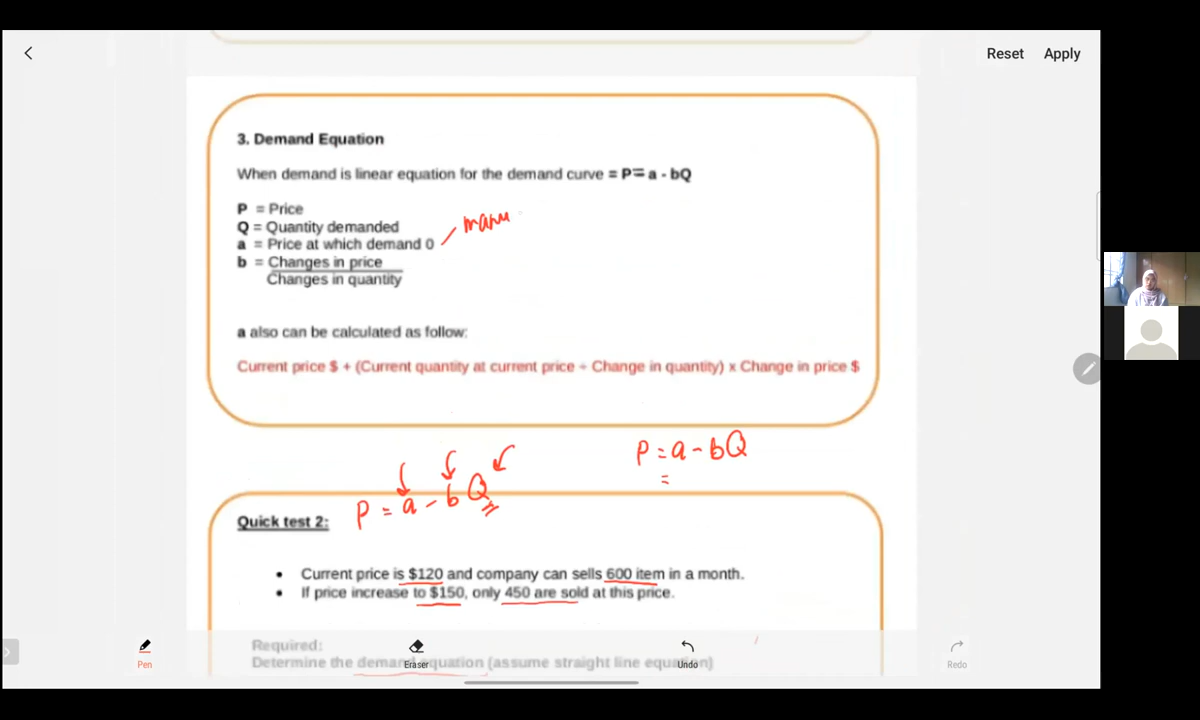 Reset Apply
3. Demand Equation
When demand is linear equation for the demand curve = P= a - bQ
P = Price
Q = Quantity demanded
a = Price at which demand 0
b = Changes in price
Changes in quantity
a also can be calculated as follow:
Current price $ + (Current quantity at current price ÷ Change in quantity) x Change in price $
P = a - bQ
=
P = a - bQ
Quick test 2:
• Current price is $120 and company can sells 600 item in a month.
• If price increase to $150, only 450 are sold at this price.
Required:
Determine the demand equation (assume straight line equation)
Pen Eraser Undo Redo